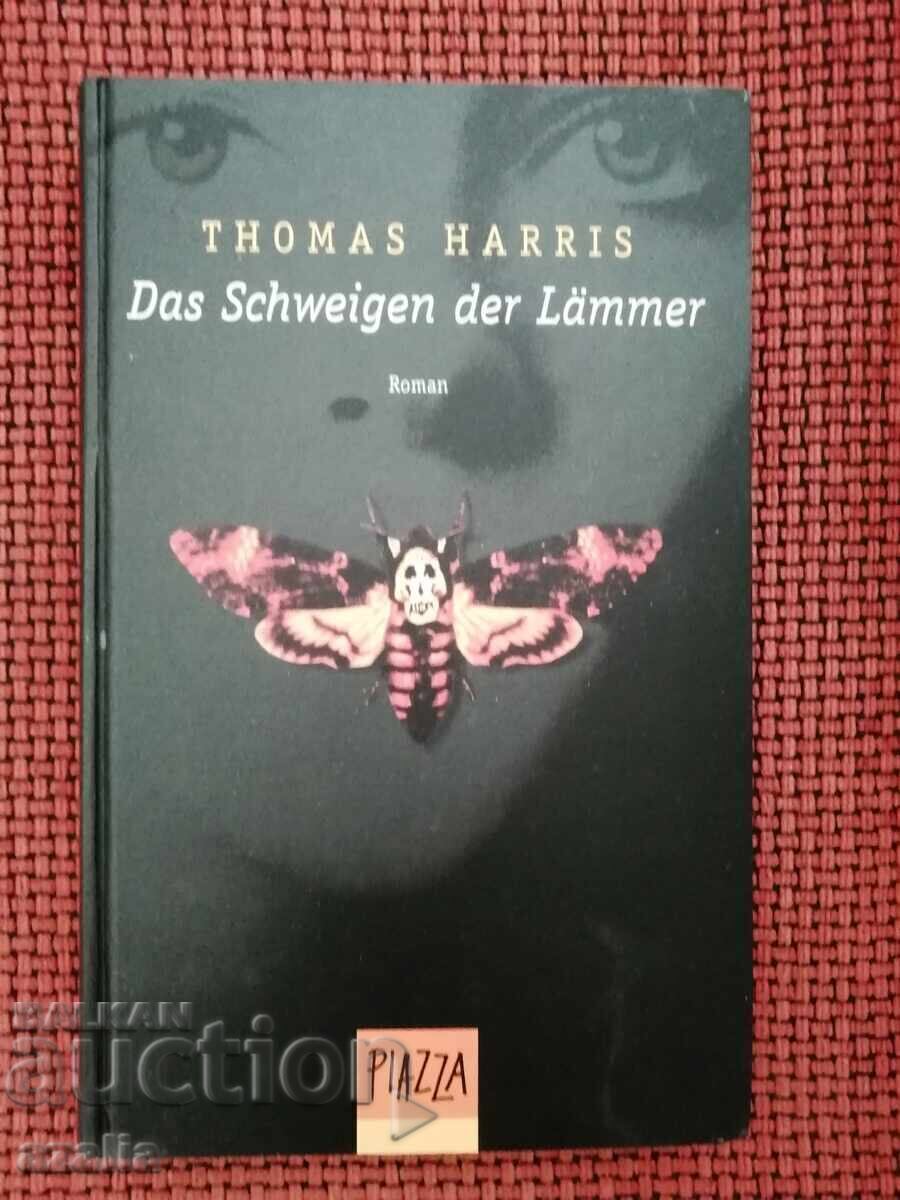 THOMAS HARRIS
Das Schweigen der Lämmer
Roman
BALKAN
auction
PIAZZA
azalia